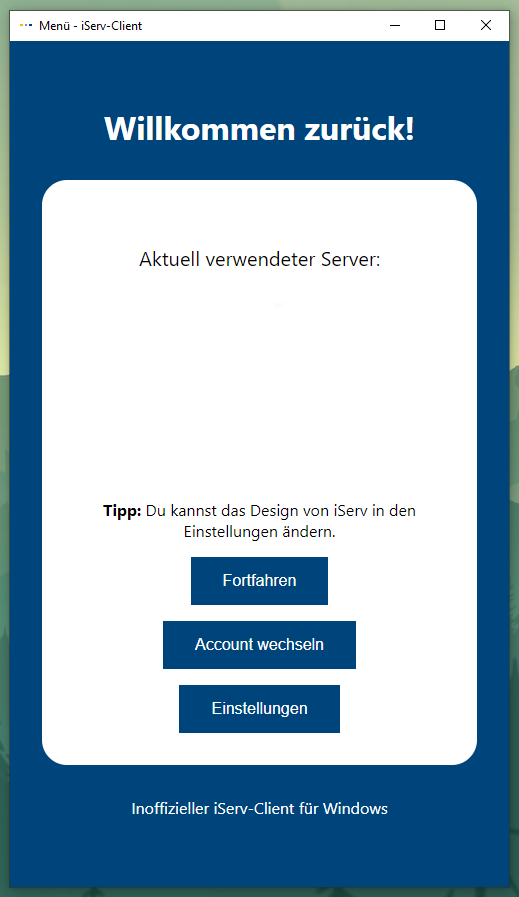 Menü - iServ-Client
Willkommen zurück!
Aktuell verwendeter Server:
Tipp: Du kannst das Design von iServ in den
Einstellungen ändern.
Fortfahren
Account wechseln
Einstellungen
Inoffizieller iServ-Client für Windows